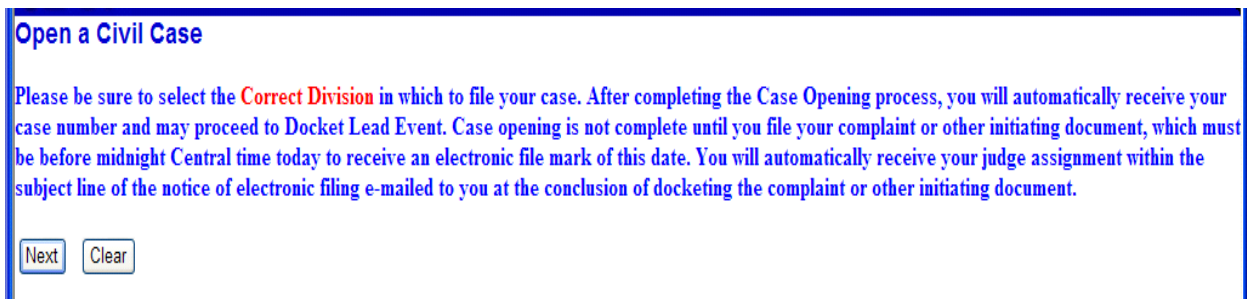 Open a Civil Case
Please be sure to select the Correct Division in which to file your case. After completing the Case Opening process, you will automatically receive your
case number and may proceed to Docket Lead Event. Case opening is not complete until you file your complaint or other initiating document, which must
be before midnight Central time today to receive an electronic file mark of this date. You will automatically receive your judge assignment within the
subject line of the notice of electronic filing e-mailed to you at the conclusion of docketing the complaint or other initiating document.
Next Clear